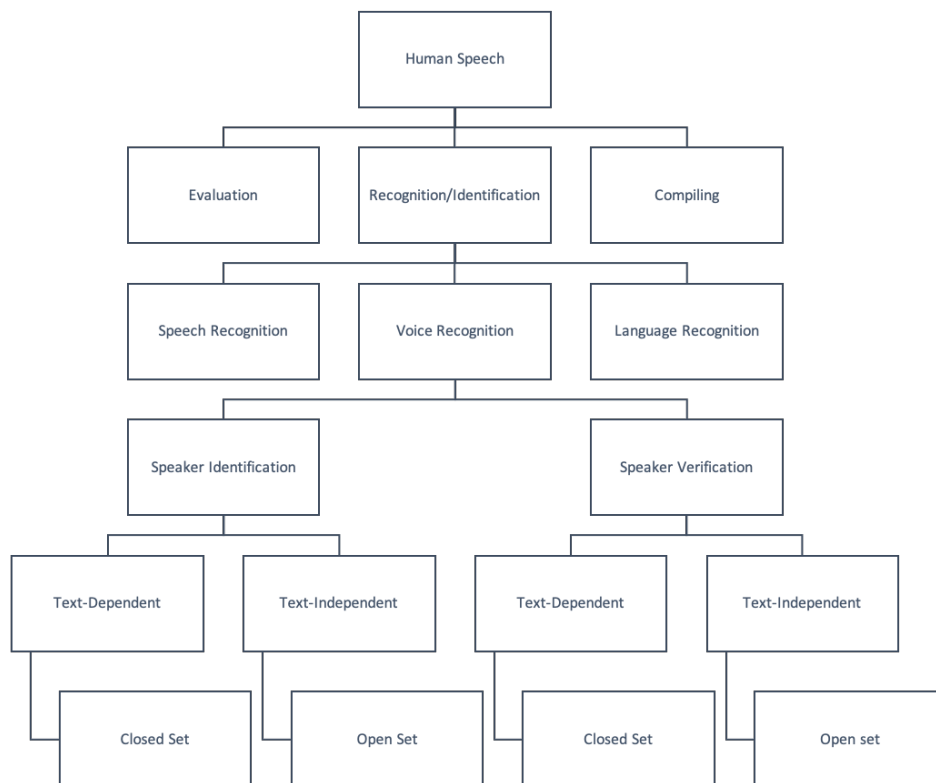 Human Speech
Evaluation
Recognition/Identification
Compiling
Speech Recognition
Voice Recognition
Language Recognition
Speaker Identification
Speaker Verification
Text-Dependent
Text-Independent
Text-Dependent
Text-Independent
Closed Set
Open Set
Closed Set
Open set